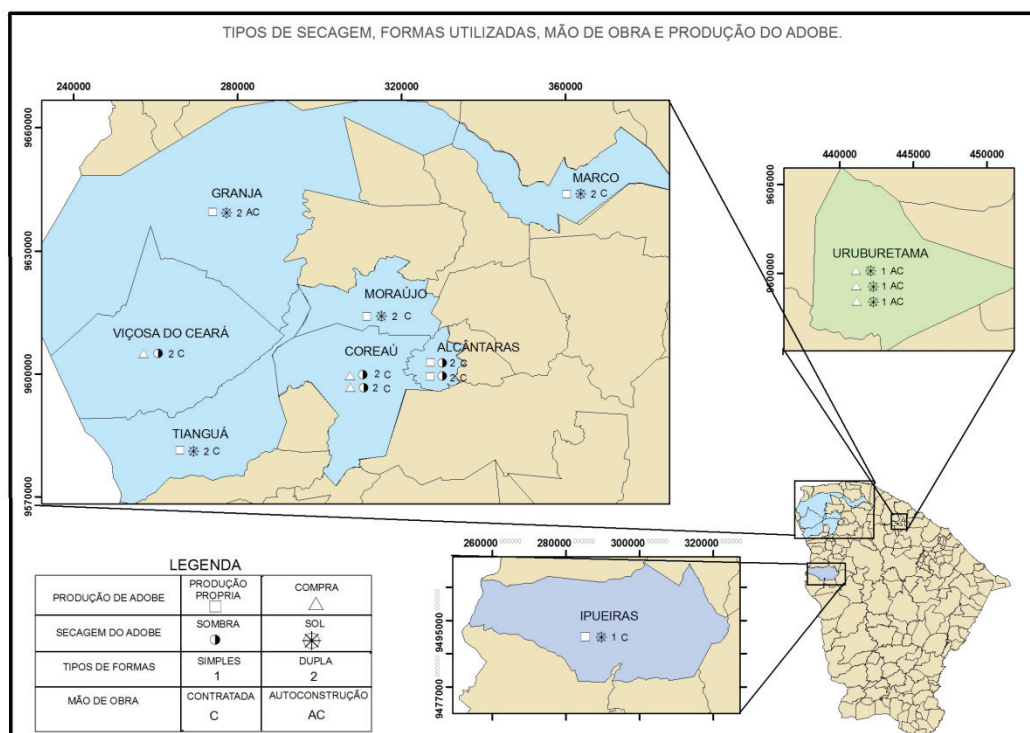 TIPOS DE SECAGEM, FORMAS UTILIZADAS, MÃO DE OBRA E PRODUÇÃO DO ADOBE.
240000 280000 320000 360000
9660000
9630000
9600000
9570000
GRANJA
2 AC
MARCO
2 C
MORAÚJO
2 C
VIÇOSA DO CEARÁ
2 C
COREAÚ
2 C
2 C
ALCÂNTARAS
2 C
2 C
TIANGUÁ
2 C
440000 445000 450000
9606000
9600000
URUBURETAMA
1 AC
1 AC
1 AC
260000 280000 300000 320000
9495000
9477000
IPUEIRAS
1 C
LEGENDA
PRODUÇÃO DE ADOBE
PRODUÇÃO PROPRIA
COMPRA
SECAGEM DO ADOBE
SOMBRA
SOL
TIPOS DE FORMAS
SIMPLES
1
DUPLA
2
MÃO DE OBRA
CONTRATADA
C
AUTOCONSTRUÇÃO
AC